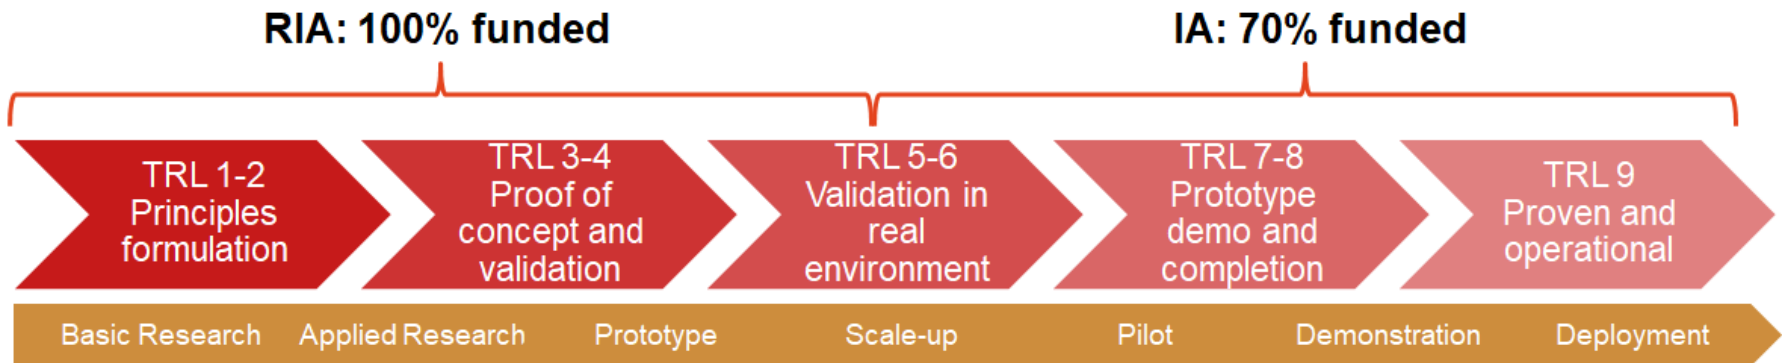 RIA: 100% funded
IA: 70% funded
TRL 1-2
Principles
formulation
TRL 3-4
Proof of
concept and
validation
TRL 5-6
Validation in
real
environment
TRL 7-8
Prototype
demo and
completion
TRL 9
Proven and
operational
Basic Research
Applied Research
Prototype
Scale-up
Pilot
Demonstration
Deployment